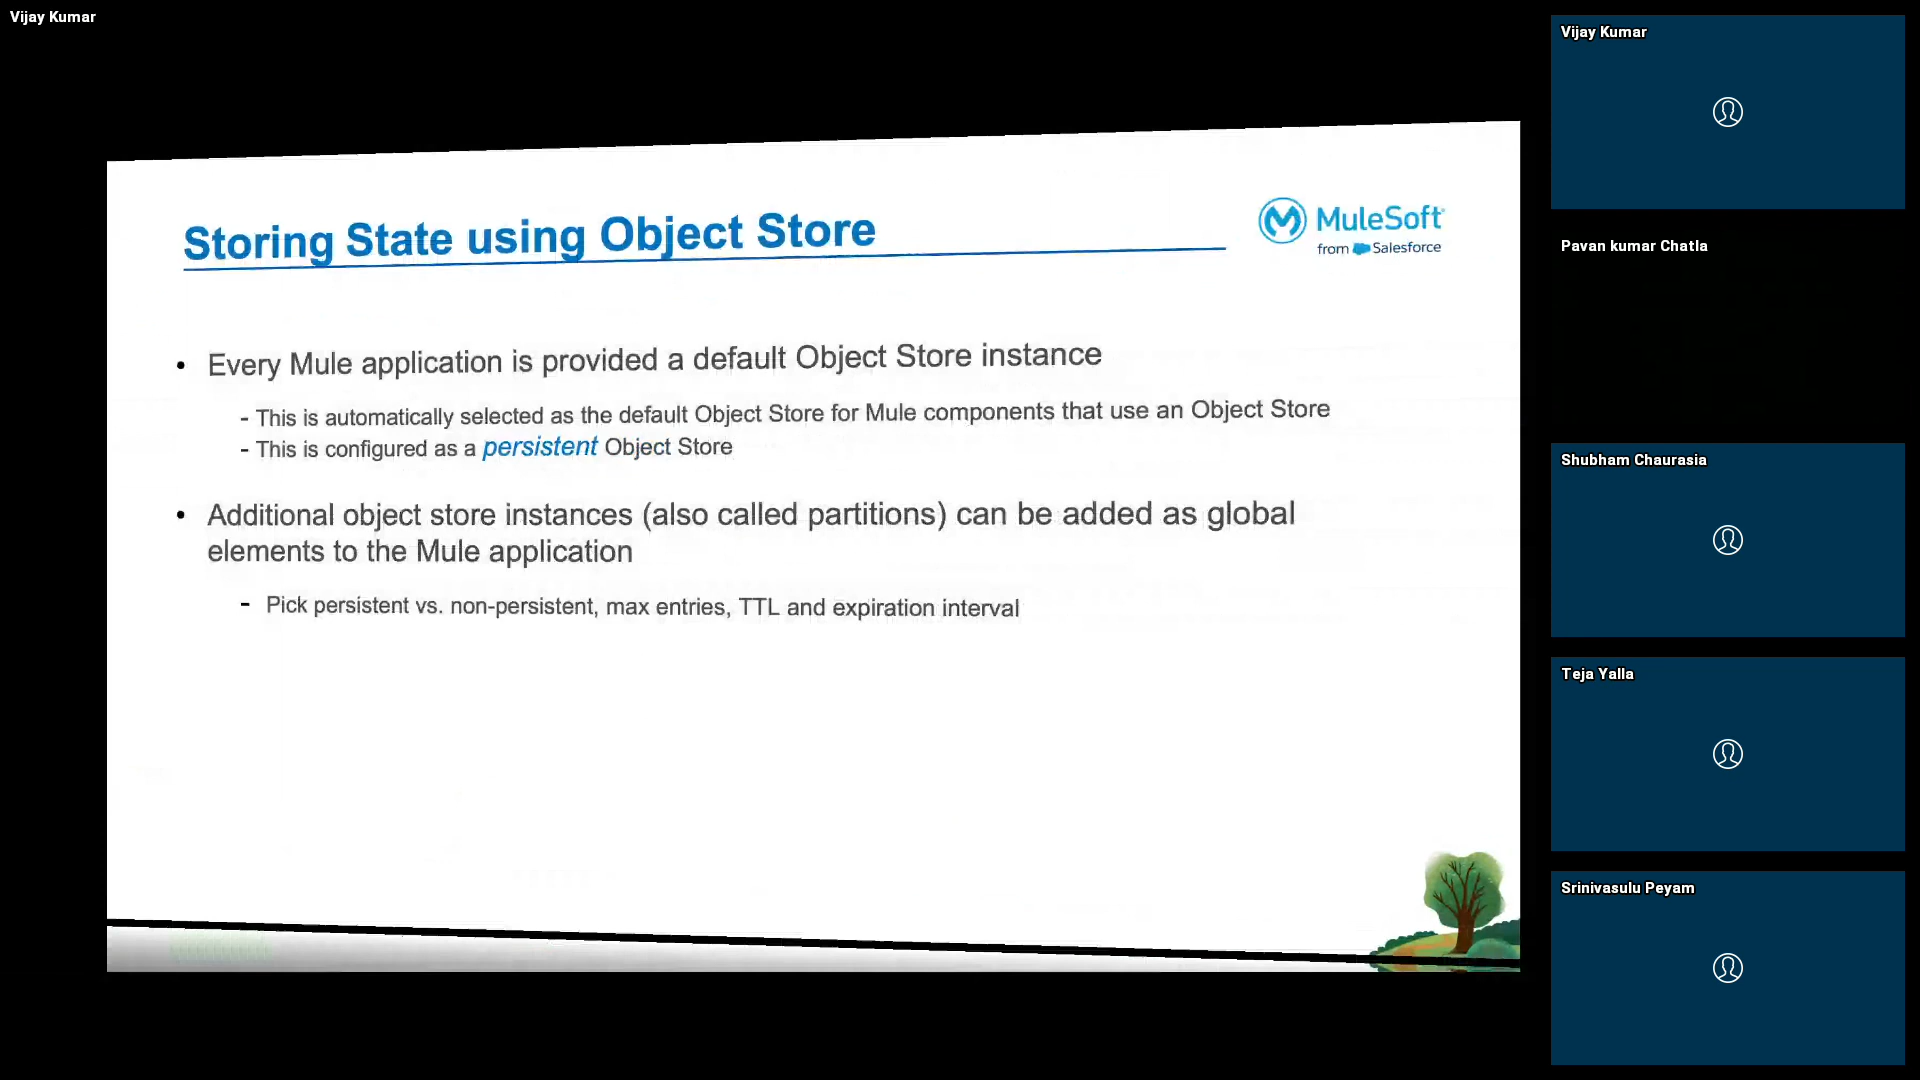 Vijay Kumar
Storing State using Object Store
MuleSoft
from Salesforce
• Every Mule application is provided a default Object Store instance
- This is automatically selected as the default Object Store for Mule components that use an Object Store
- This is configured as a persistent Object Store
• Additional object store instances (also called partitions) can be added as global
elements to the Mule application
- Pick persistent vs. non-persistent, max entries, TTL and expiration interval
Vijay Kumar
Pavan kumar Chatla
Shubham Chaurasia
Teja Yalla
Srinivasulu Peyam